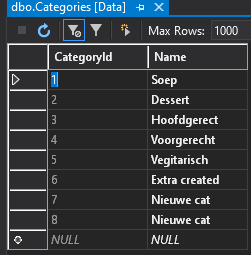 dbo.Categories [Data]
Max Rows: 1000
CategoryId Name
1 Soep
2 Dessert
3 Hoofdgerect
4 Voorgerecht
5 Vegitarisch
6 Extra created
7 Nieuwe cat
8 Nieuwe cat
NULL NULL